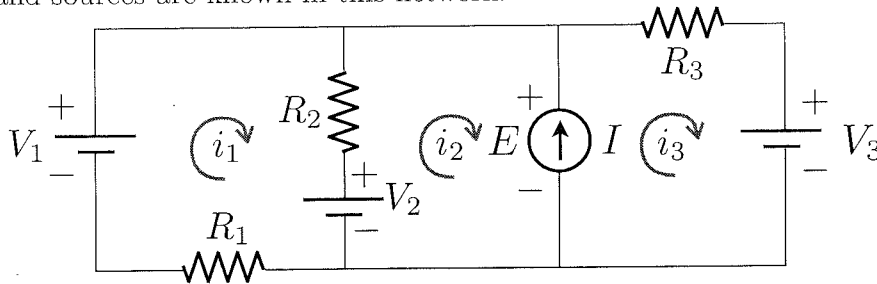 and sources are known in this network.
+ R₃
R₂ + +
V₁ i₁ i₂ E I i₃ V₃
− + − −
V₂
R₁ −